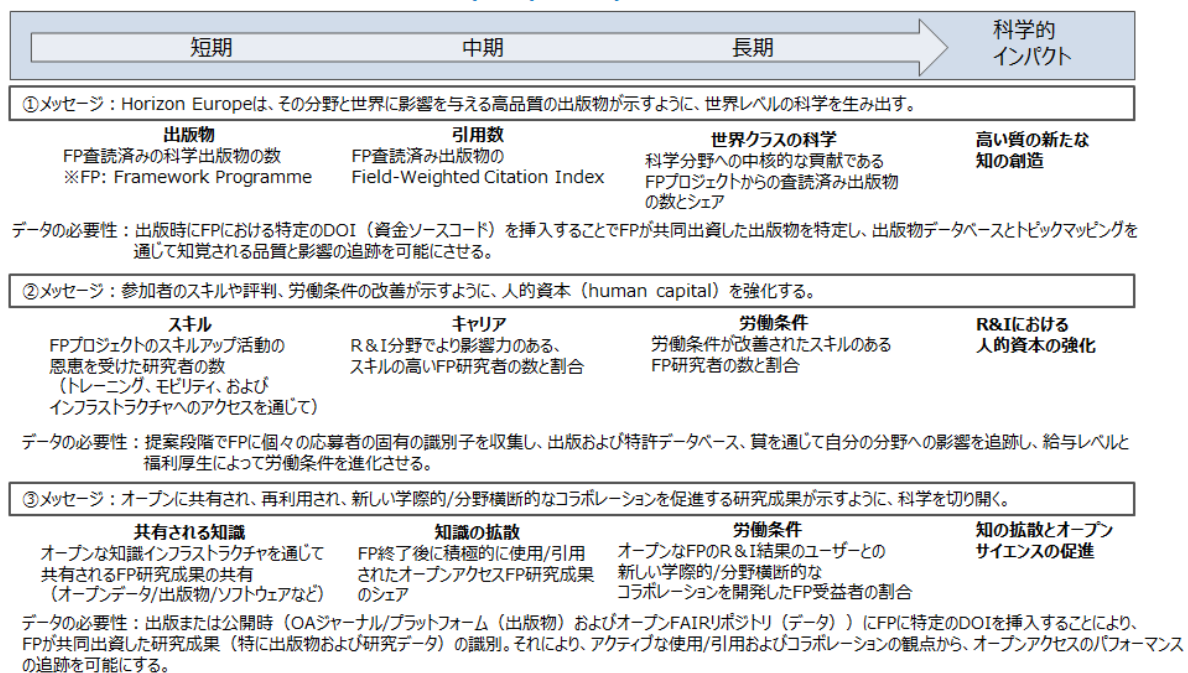 短期
中期
長期
科学的
インパクト
①メッセージ：Horizon Europeは、その分野と世界に影響を与える高品質の出版物が示すように、世界レベルの科学を生み出す。
出版物
FP査読済みの科学出版物の数
※FP: Framework Programme
引用数
FP査読済み出版物の
Field-Weighted Citation Index
世界クラスの科学
科学分野への中核的な貢献である
FPプロジェクトからの査読済み出版物
の数とシェア
高い質の新たな
知の創造
データの必要性：出版時にFPにおける特定のDOI（資金ソースコード）を挿入することでFPが共同出資した出版物を特定し、出版物データベースとトピックマッピングを
通じて知覚される品質と影響の追跡を可能にさせる。
②メッセージ：参加者のスキルや評判、労働条件の改善が示すように、人的資本（human capital）を強化する。
スキル
FPプロジェクトのスキルアップ活動の
恩恵を受けた研究者の数
（トレーニング、モビリティ、および
インフラストラクチャへのアクセスを通じて）
キャリア
R＆I分野でより影響力のある、
スキルの高いFP研究者の数と割合
労働条件
労働条件が改善されたスキルのある
FP研究者の数と割合
R&Iにおける
人的資本の強化
データの必要性：提案段階でFPに個々の応募者の固有の識別子を収集し、出版および特許データベース、賞を通じて自分の分野への影響を追跡し、給与レベルと
福利厚生によって労働条件を進化させる。
③メッセージ：オープンに共有され、再利用され、新しい学際的/分野横断的なコラボレーションを促進する研究成果が示すように、科学を切り開く。
共有される知識
オープンな知識インフラストラクチャを通じて
共有されるFP研究成果の共有
（オープンデータ/出版物/ソフトウェアなど）
知識の拡散
FP終了後に積極的に使用/引用
されたオープンアクセスFP研究成果
のシェア
労働条件
オープンなFPのR＆I結果のユーザーとの
新しい学際的/分野横断的な
コラボレーションを開発したFP受益者の割合
知の拡散とオープン
サイエンスの促進
データの必要性：出版または公開時（OAジャーナル/プラットフォーム（出版物）およびオープンFAIRリポジトリ（データ））にFPに特定のDOIを挿入することにより、
FPが共同出資した研究成果（特に出版物および研究データ）の識別。それにより、アクティブな使用/引用およびコラボレーションの観点から、オープンアクセスのパフォーマンス
の追跡を可能にする。